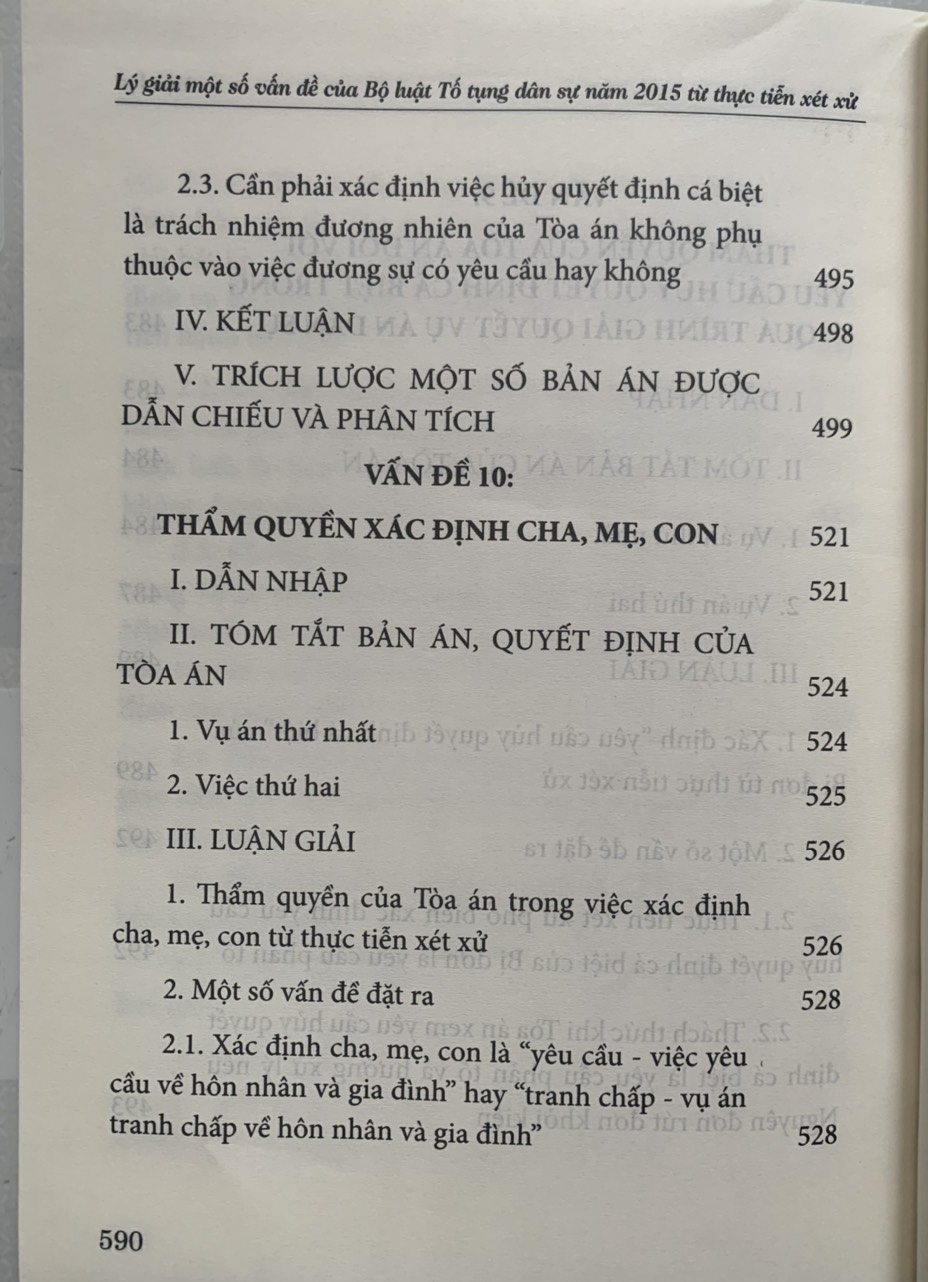 Lý giải một số vấn đề của Bộ luật Tố tụng dân sự năm 2015 từ thực tiễn xét xử
2.3. Cần phải xác định việc hủy quyết định cá biệt
là trách nhiệm đương nhiên của Tòa án không phụ
thuộc vào việc đương sự có yêu cầu hay không 495
IV. KẾT LUẬN 498
V. TRÍCH LƯỢC MỘT SỐ BẢN ÁN ĐƯỢC
DẪN CHIẾU VÀ PHÂN TÍCH 499
VẤN ĐỀ 10:
THẨM QUYỀN XÁC ĐỊNH CHA, MẸ, CON 521
I. DẪN NHẬP 521
II. TÓM TẮT BẢN ÁN, QUYẾT ĐỊNH CỦA
TÒA ÁN 524
1. Vụ án thứ nhất 524
2. Việc thứ hai 525
III. LUẬN GIẢI 526
1. Thẩm quyền của Tòa án trong việc xác định
cha, mẹ, con từ thực tiễn xét xử 526
2. Một số vấn đề đặt ra 528
2.1. Xác định cha, mẹ, con là “yêu cầu - việc yêu
cầu về hôn nhân và gia đình” hay “tranh chấp - vụ án
tranh chấp về hôn nhân và gia đình” 528
590